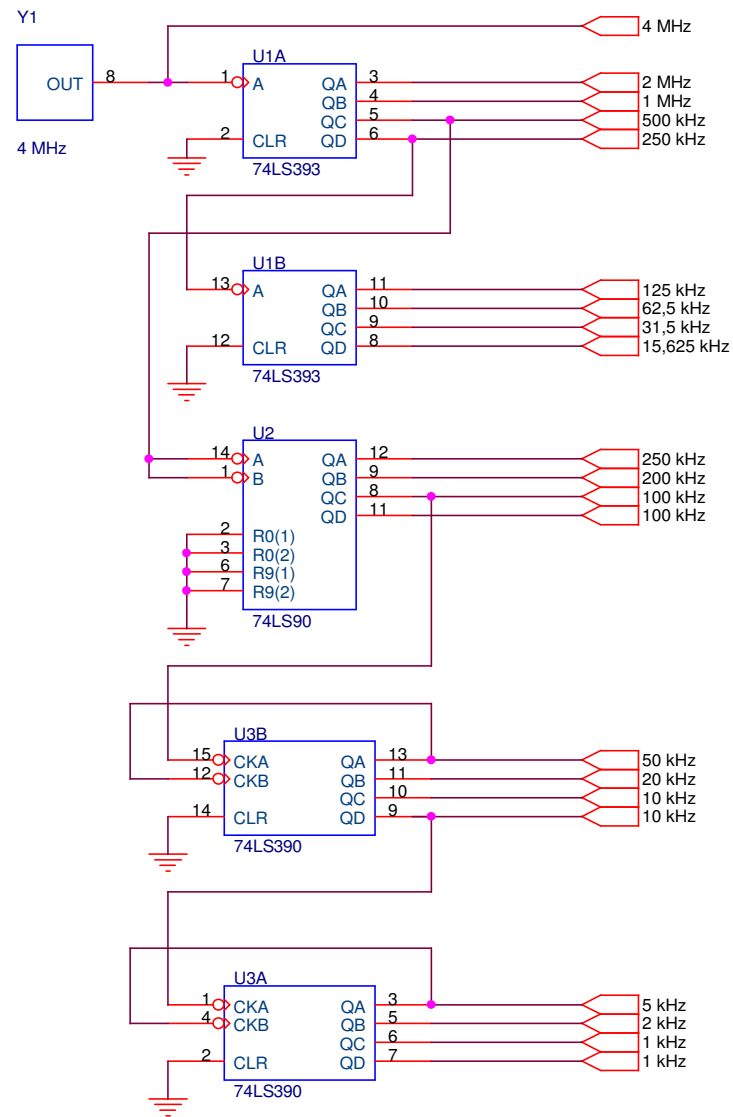 Y1
OUT 8
4 MHz
4 MHz
U1A
1 A QA 3 2 MHz
QB 4 1 MHz
QC 5 500 kHz
2 CLR QD 6 250 kHz
74LS393
U1B
13 A QA 11 125 kHz
QB 10 62,5 kHz
QC 9 31,5 kHz
12 CLR QD 8 15,625 kHz
74LS393
U2
14 A QA 12 250 kHz
1 B QB 9 200 kHz
QC 8 100 kHz
QD 11 100 kHz
2 R0(1)
3 R0(2)
6 R9(1)
7 R9(2)
74LS90
U3B
15 CKA QA 13 50 kHz
12 CKB QB 11 20 kHz
QC 10 10 kHz
14 CLR QD 9 10 kHz
74LS390
U3A
1 CKA QA 3 5 kHz
4 CKB QB 5 2 kHz
QC 6 1 kHz
2 CLR QD 7 1 kHz
74LS390